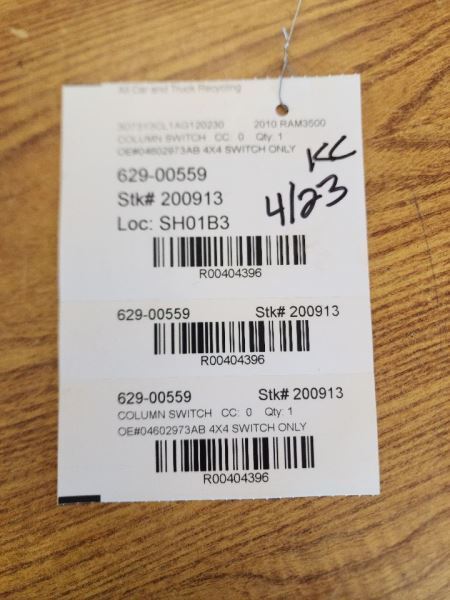 All Car and Truck Recycling
2010 RAM3500
COLUMN SWITCH CC: 0 Qty: 1
OE#04602973AB 4X4 SWITCH ONLY
KC
629-00559
4/23
Stk# 200913
Loc: SH01B3
R00404396
629-00559 Stk# 200913
R00404396
629-00559 Stk# 200913
COLUMN SWITCH CC: 0 Qty: 1
OE#04602973AB 4X4 SWITCH ONLY
R00404396